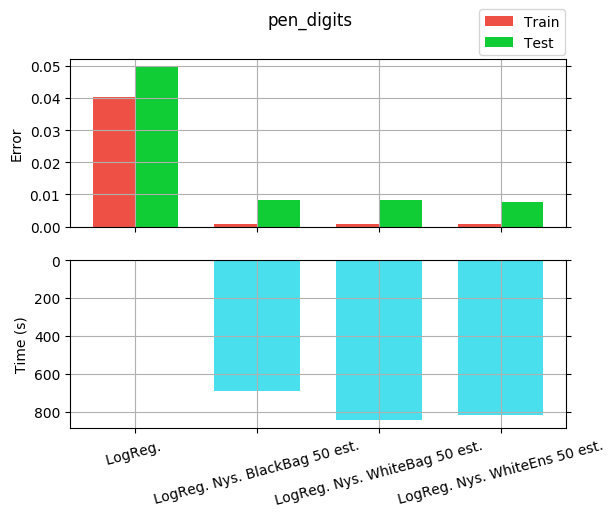 pen_digits
Train
Test
0.05
0.04
0.03
0.02
0.01
0.00
Error
0
200
400
600
800
Time (s)
LogReg.
LogReg. Nys. BlackBag 50 est.
LogReg. Nys. WhiteBag 50 est.
LogReg. Nys. WhiteEns 50 est.